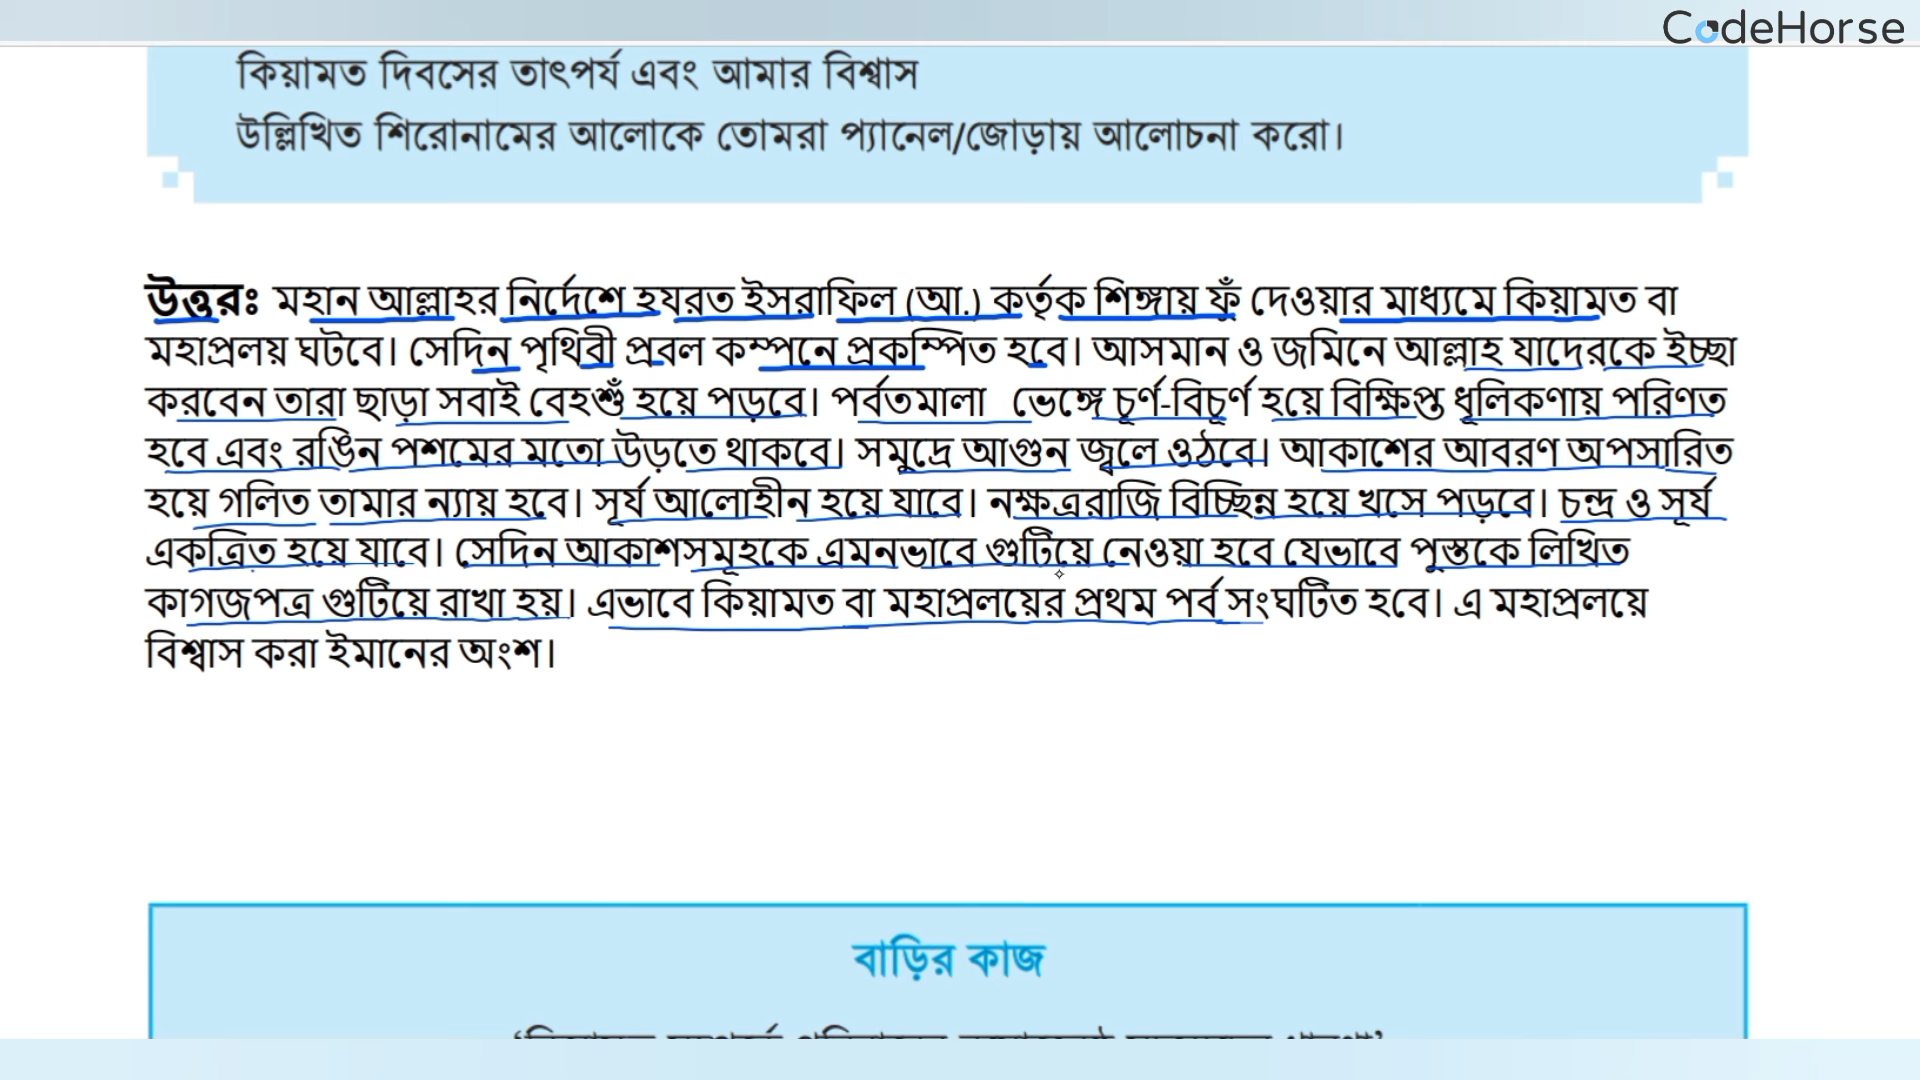 CodeHorse
কিয়ামত দিবসের তাৎপর্য এবং আমার বিশ্বাস
উল্লিখিত শিরোনামের আলোকে তোমরা প্যানেল/জোড়ায় আলোচনা করো।
উত্তরঃ মহান আল্লাহর নির্দেশে হযরত ইসরাফিল (আ.) কর্তৃক শিঙ্গায় ফুঁ দেওয়ার মাধ্যমে কিয়ামত বা
মহাপ্রলয় ঘটবে। সেদিন পৃথিবী প্রবল কম্পনে প্রকম্পিত হবে। আসমান ও জমিনে আল্লাহ যাদেরকে ইচ্ছা
করবেন তারা ছাড়া সবাই বেহুশুঁ হয়ে পড়বে। পর্বতমালা ভেঙ্গে চূর্ণ-বিচূর্ণ হয়ে বিক্ষিপ্ত ধূলিকণায় পরিণত
হবে এবং রঙিন পশমের মতো উড়তে থাকবে। সমুদ্রে আগুন জ্বলে ওঠবে। আকাশের আবরণ অপসারিত
হয়ে গলিত তামার ন্যায় হবে। সূর্য আলোহীন হয়ে যাবে। নক্ষত্ররাজি বিচ্ছিন্ন হয়ে খসে পড়বে। চন্দ্র ও সূর্য
একত্রিত হয়ে যাবে। সেদিন আকাশসমূহকে এমনভাবে গুটিয়ে নেওয়া হবে যেভাবে পুস্তকে লিখিত
কাগজপত্র গুটিয়ে রাখা হয়। এভাবে কিয়ামত বা মহাপ্রলয়ের প্রথম পর্ব সংঘটিত হবে। এ মহাপ্রলয়ে
বিশ্বাস করা ইমানের অংশ।
বাড়ির কাজ